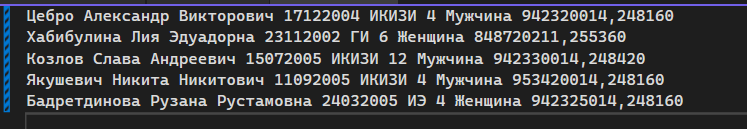 Цебро Александр Викторович 17122004 ИКИЗИ 4 Мужчина 942320014,248160
Хабибулина Лия Эдуадорна 23112002 ГИ 6 Женщина 848720211,255360
Козлов Слава Андреевич 15072005 ИКИЗИ 12 Мужчина 942330014,248420
Якушевич Никита Никитович 11092005 ИКИЗИ 4 Мужчина 953420014,248160
Бадретдинова Рузана Рустамовна 24032005 ИЭ 4 Женщина 942325014,248160